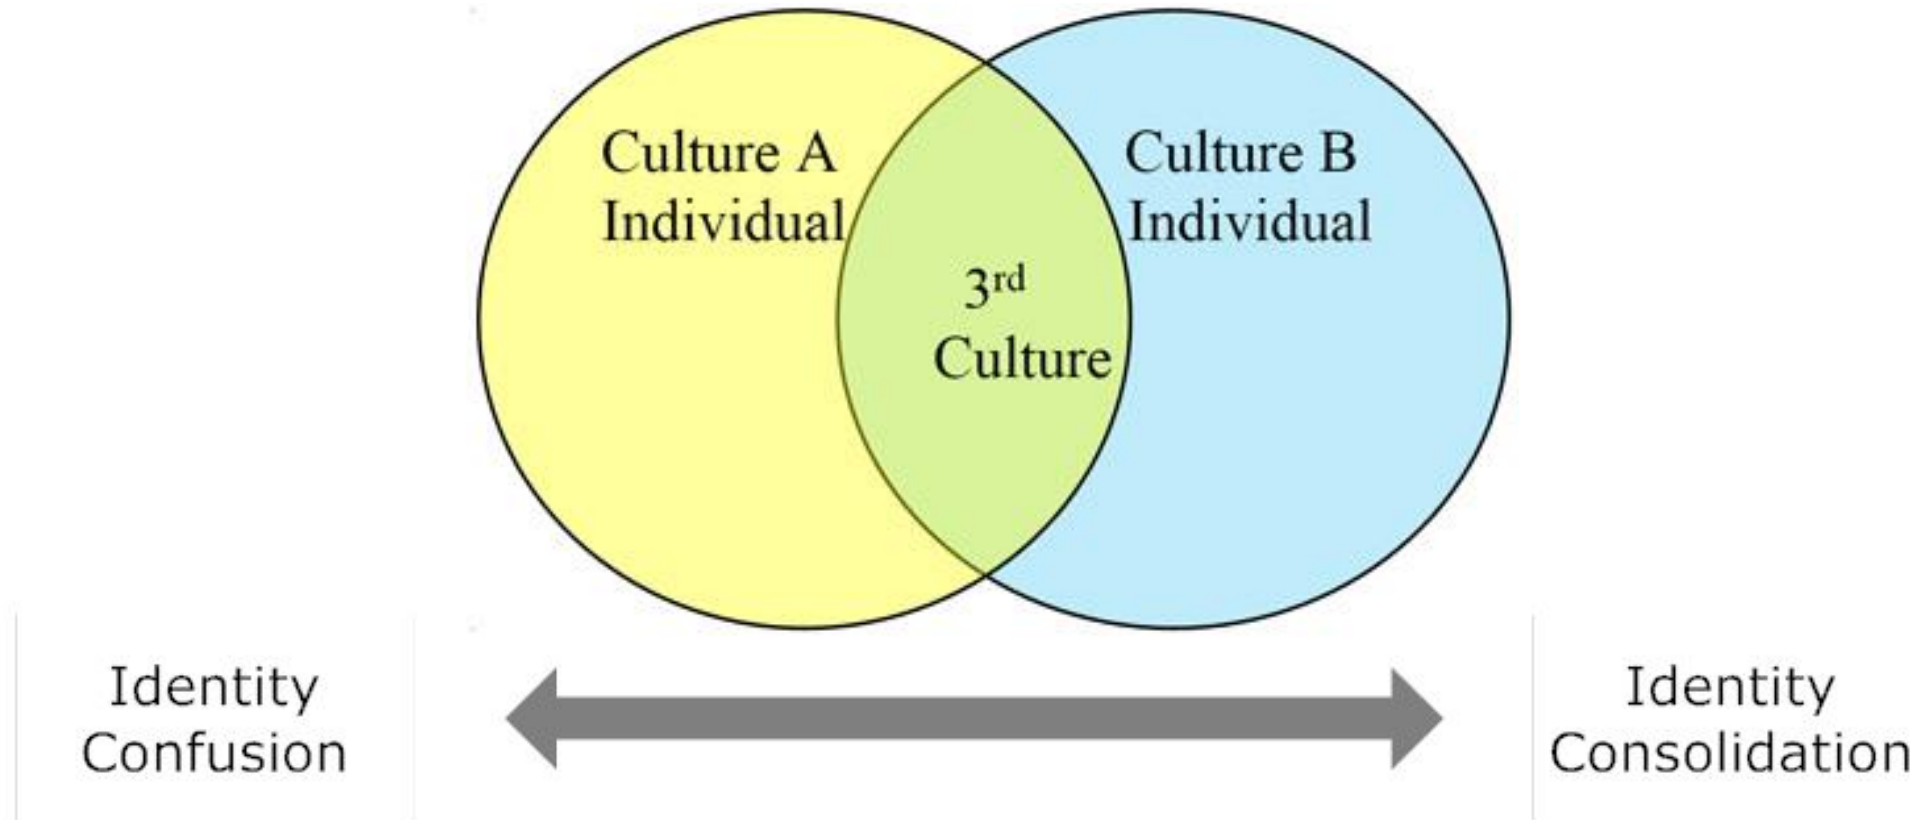 Culture A
Individual
Culture B
Individual
3rd
Culture
Identity
Confusion
Identity
Consolidation